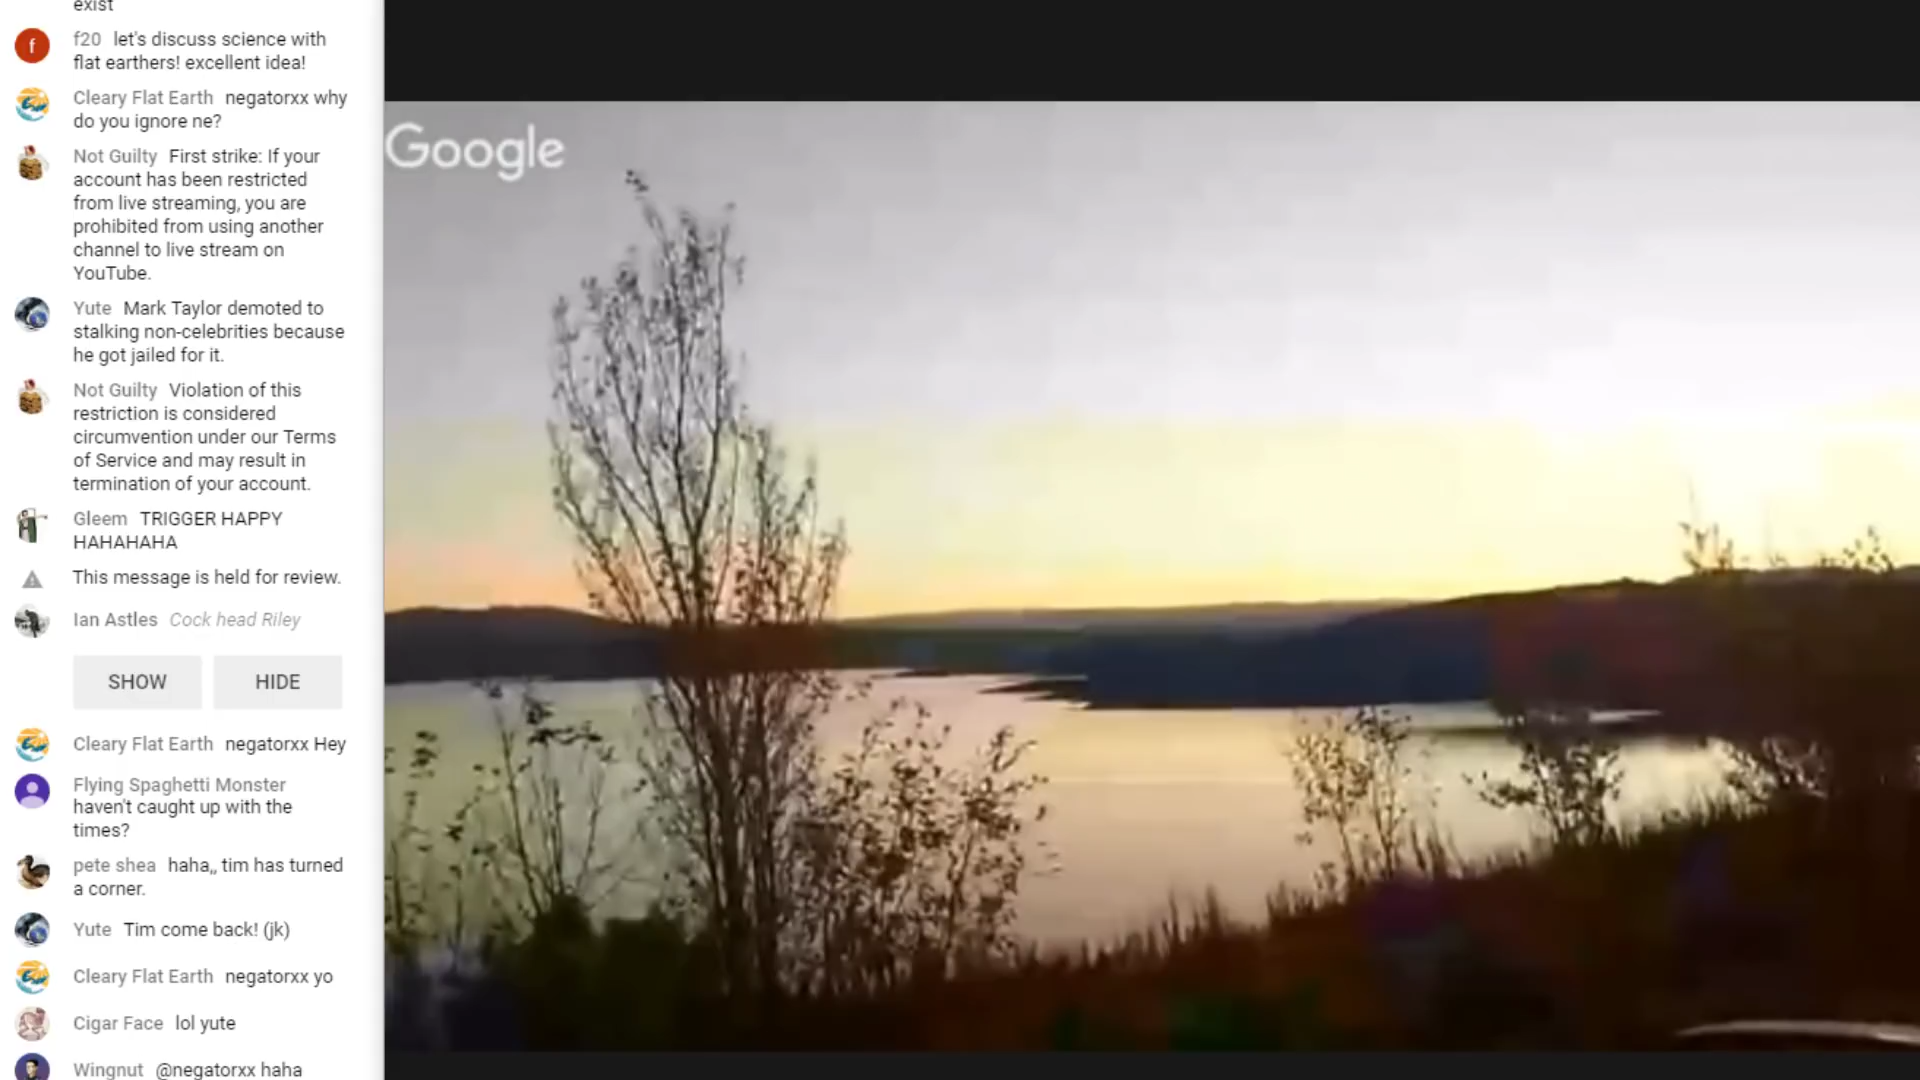 exist
f20 let's discuss science with
flat earthers! excellent idea!
Cleary Flat Earth negatorxx why
do you ignore ne?
Not Guilty First strike: If your
account has been restricted
from live streaming, you are
prohibited from using another
channel to live stream on
YouTube.
Yute Mark Taylor demoted to
stalking non-celebrities because
he got jailed for it.
Not Guilty Violation of this
restriction is considered
circumvention under our Terms
of Service and may result in
termination of your account.
Gleem TRIGGER HAPPY
HAHAHAHA
This message is held for review.
Ian Astles Cock head Riley
SHOW HIDE
Cleary Flat Earth negatorxx Hey
Flying Spaghetti Monster
haven't caught up with the
times?
pete shea haha,, tim has turned
a corner.
Yute Tim come back! (jk)
Cleary Flat Earth negatorxx yo
Cigar Face lol yute
Wingnut @negatorxx haha
Google